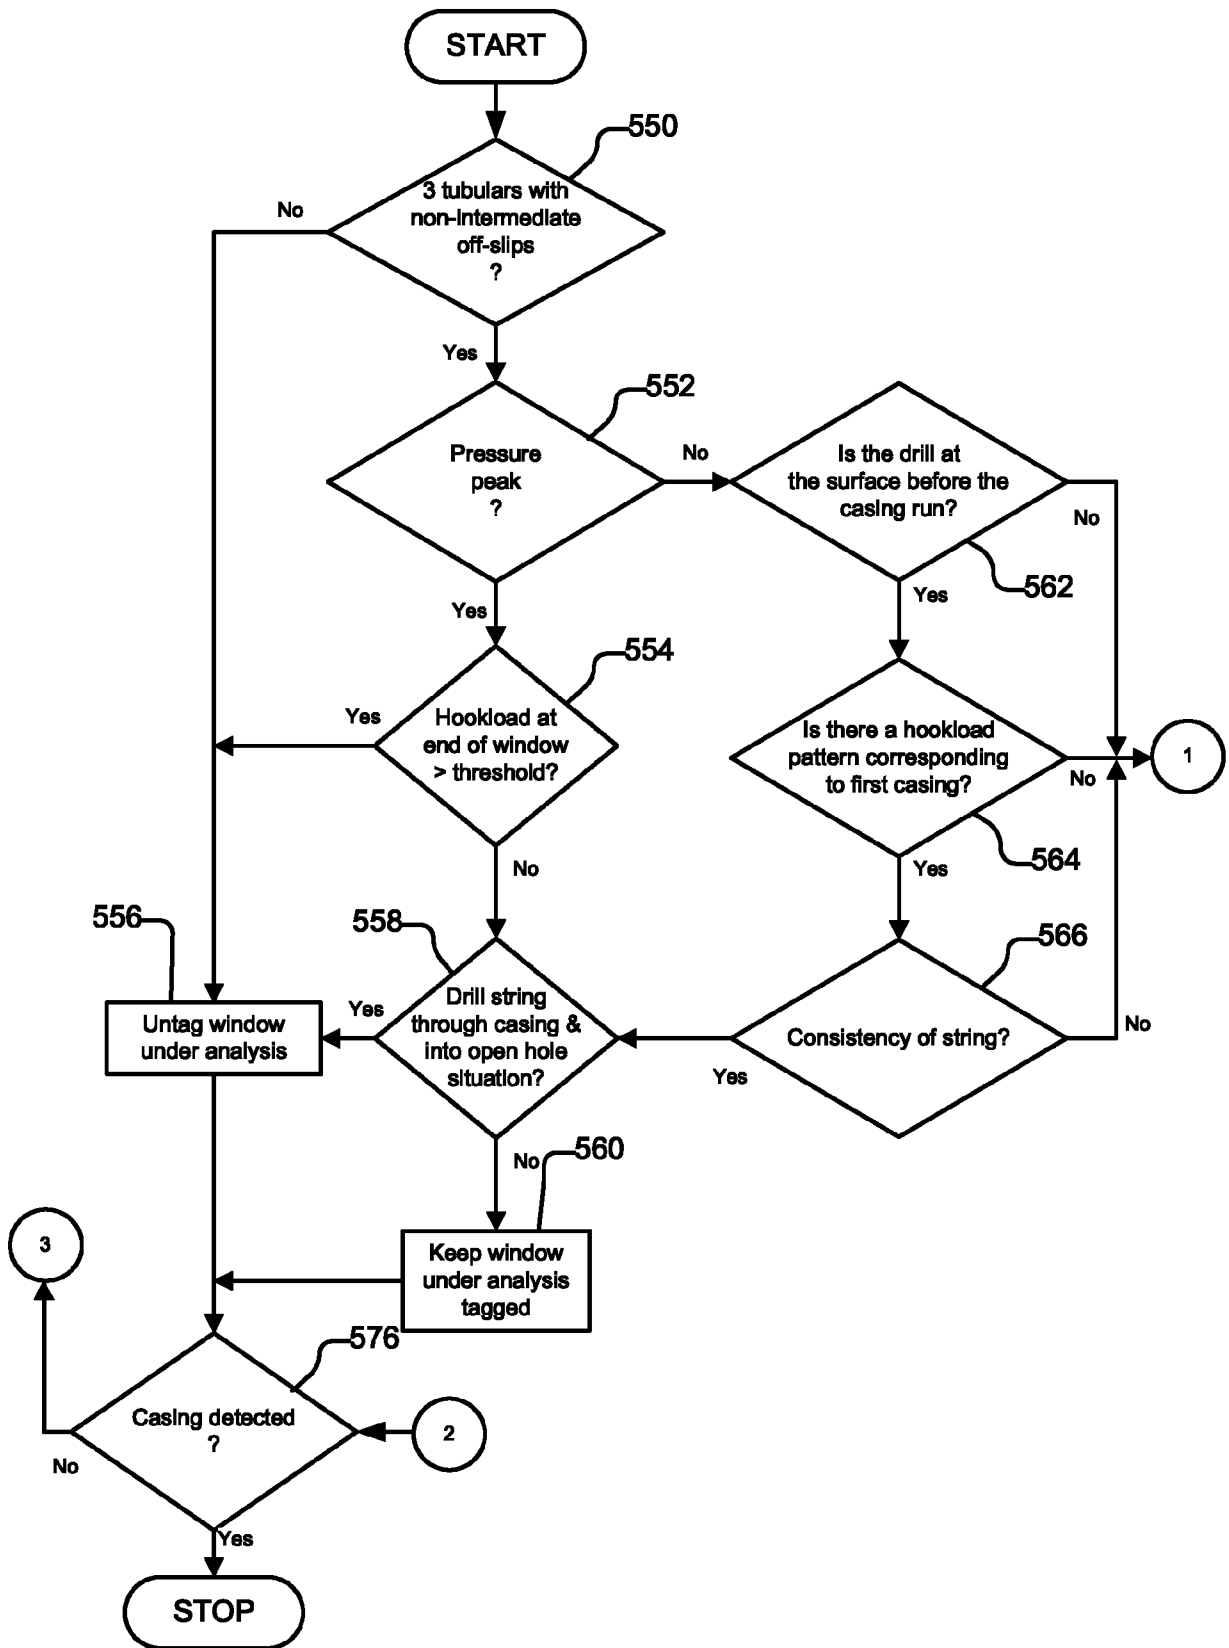 START
550
3 tubulars with
non-intermediate
off-slips
?
No
Yes
552
Pressure
peak
?
No
Is the drill at
the surface before the
casing run?
No
562
Yes
Yes
554
Hookload at
end of window
> threshold?
Yes
No
Is there a hookload
pattern corresponding
to first casing?
No
1
564
Yes
556
Untag window
under analysis
558
Drill string
through casing &
into open hole
situation?
Yes
566
Consistency of string?
No
Yes
No
560
Keep window
under analysis
tagged
3
576
Casing detected
?
2
No
Yes
STOP